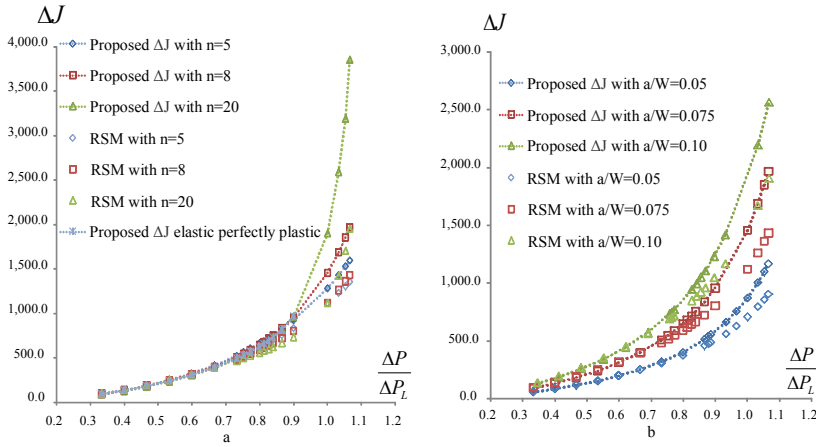 ΔJ
4,000.0
3,500.0
3,000.0
2,500.0
2,000.0
1,500.0
1,000.0
500.0
0.0
Proposed ΔJ with n=5
Proposed ΔJ with n=8
Proposed ΔJ with n=20
RSM with n=5
RSM with n=8
RSM with n=20
Proposed ΔJ elastic perfectly plastic
0.2 0.3 0.4 0.5 0.6 0.7 0.8 0.9 1.0 1.1 1.2
ΔP
ΔP_L
a
ΔJ
3,000.0
2,500.0
2,000.0
1,500.0
1,000.0
500.0
0.0
Proposed ΔJ with a/W=0.05
Proposed ΔJ with a/W=0.075
Proposed ΔJ with a/W=0.10
RSM with a/W=0.05
RSM with a/W=0.075
RSM with a/W=0.10
0.2 0.3 0.4 0.5 0.6 0.7 0.8 0.9 1.0 1.1 1.2
ΔP
ΔP_L
b